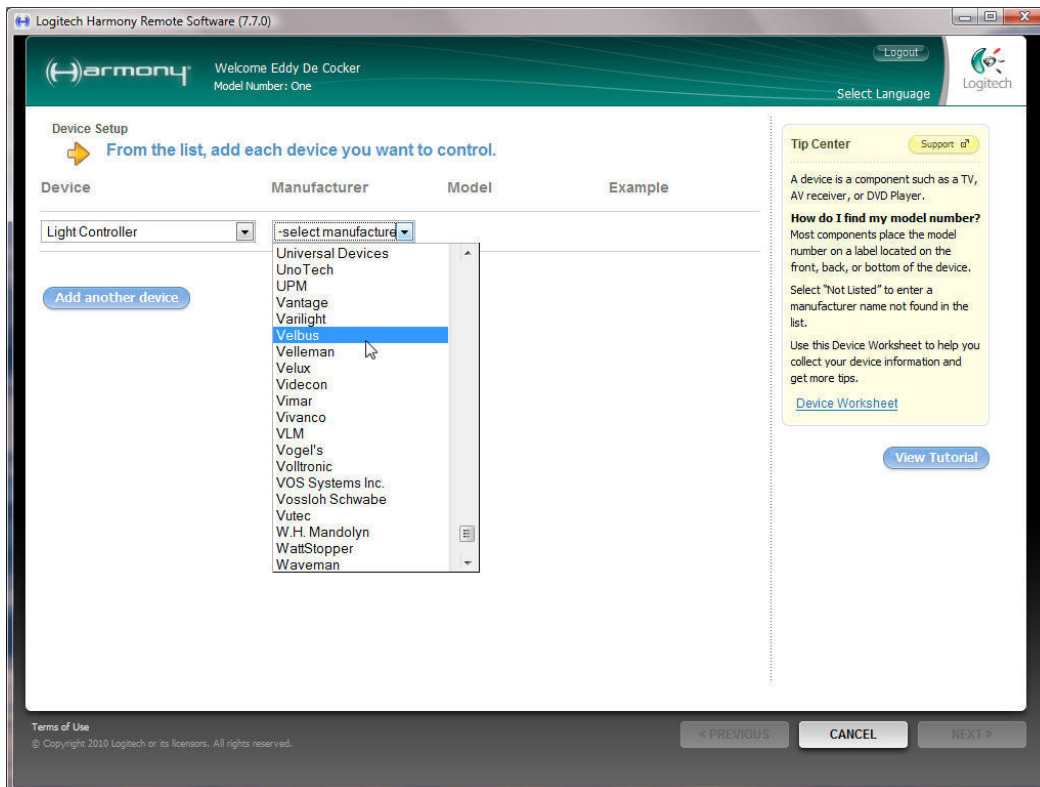 Logitech Harmony Remote Software (7.7.0)
Harmony
Welcome Eddy De Cocker
Model Number: One
Logout
Select Language
Logitech
Device Setup
From the list, add each device you want to control.
Device Manufacturer Model Example
Light Controller
-select manufacture
Universal Devices
UnoTech
UPM
Vantage
Varilight
Velbus
Velleman
Velux
Videcon
Vimar
Vivanco
VLM
Vogel's
Volltronic
VOS Systems Inc.
Vossloh Schwabe
Vutec
W.H. Mandolyn
WattStopper
Waveman
Add another device
Tip Center
Support
A device is a component such as a TV,
AV receiver, or DVD Player.
How do I find my model number?
Most components place the model
number on a label located on the
front, back, or bottom of the device.
Select "Not Listed" to enter a
manufacturer name not found in the
list.
Use this Device Worksheet to help you
collect your device information and
get more tips.
Device Worksheet
View Tutorial
Terms of Use
© Copyright 2010 Logitech or its licensors. All rights reserved.
< PREVIOUS
CANCEL
NEXT >